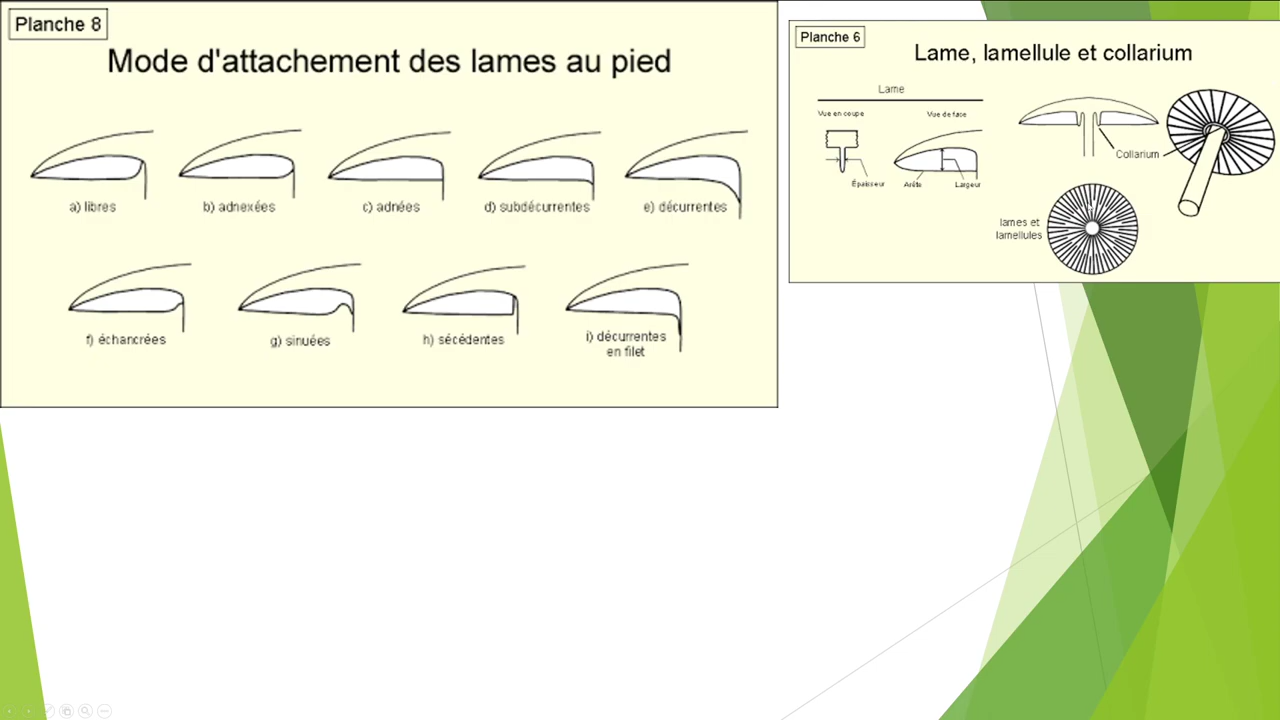 Planche 8
Mode d'attachement des lames au pied
a) libres
b) adnexées
c) adnées
d) subdécurrentes
e) décurrentes
f) échancrées
g) sinuées
h) sécédentes
i) décurrentes
en filet
Planche 6
Lame, lamellule et collarium
Lame
Vue en coupe
Vue de face
Épaisseur
Arête
Largeur
Collarium
lames et
lamellules